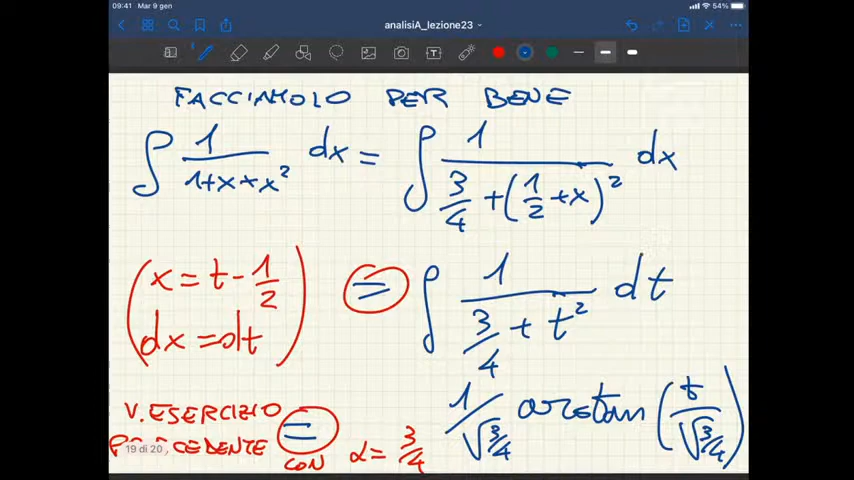 09:41 Mar 9 gen
54%
analisiA_lezione23
FACCIAMOLO PER BENE
∫ 1/(1+x+x²) dx = ∫ 1/(3/4 + (1/2 + x)²) dx
(x = t - 1/2
dx = dt) = ∫ 1/(3/4 + t²) dt
V. ESERCIZIO
PRECEDENTE = CON α = 3/4 1/√(3/4) arctan (t/√(3/4))
19 di 20